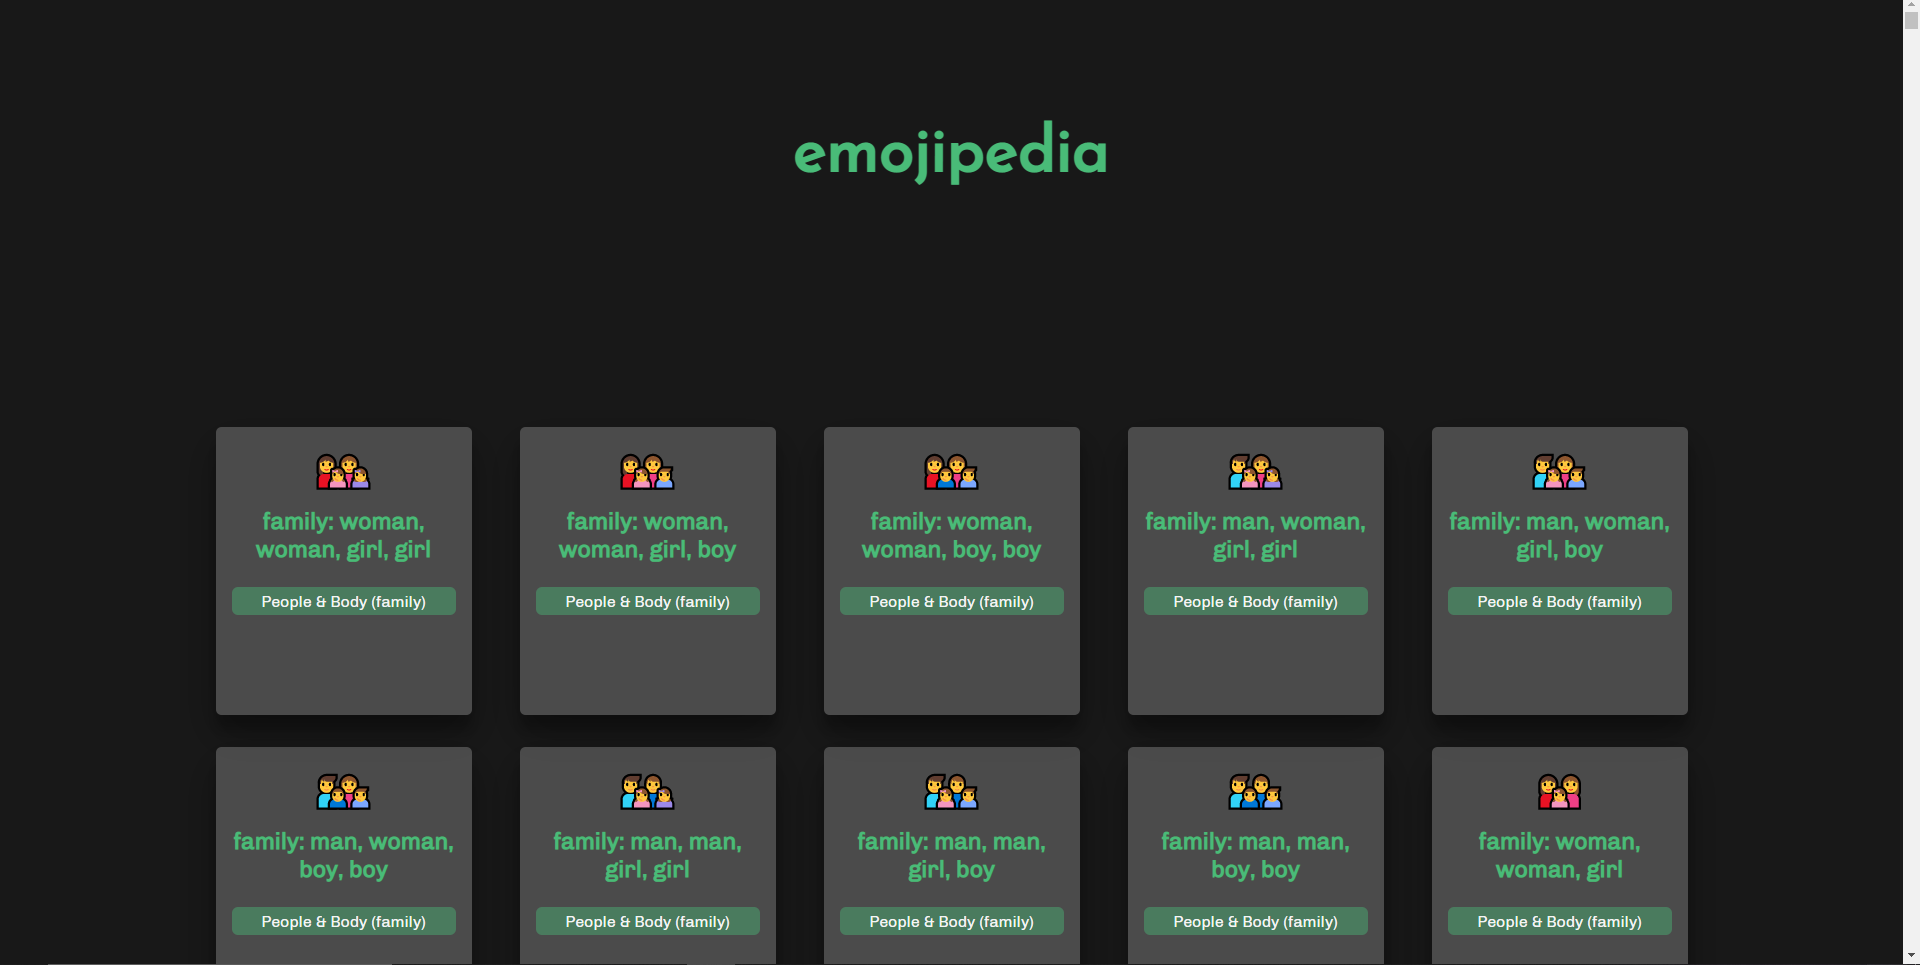 emojipedia
family: woman,
woman, girl, girl
People & Body (family)
family: woman,
woman, girl, boy
People & Body (family)
family: woman,
woman, boy, boy
People & Body (family)
family: man, woman,
girl, girl
People & Body (family)
family: man, woman,
girl, boy
People & Body (family)
family: man, woman,
boy, boy
People & Body (family)
family: man, man,
girl, girl
People & Body (family)
family: man, man,
girl, boy
People & Body (family)
family: man, man,
boy, boy
People & Body (family)
family: woman,
woman, girl
People & Body (family)